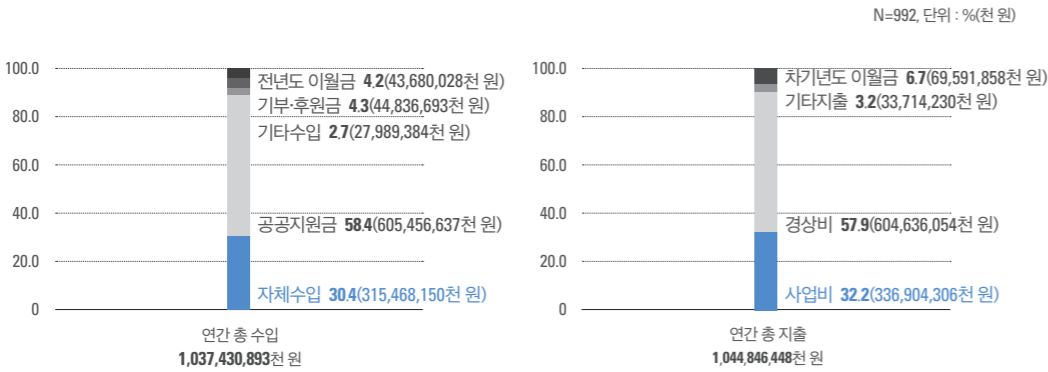 N=992, 단위 : %(천 원)
100.0
80.0
60.0
40.0
20.0
0
전년도 이월금 4.2(43,680,028천 원)
기부·후원금 4.3(44,836,693천 원)
기타수입 2.7(27,989,384천 원)
공공지원금 58.4(605,456,637천 원)
자체수입 30.4(315,468,150천 원)
연간 총 수입
1,037,430,893천 원
100.0
80.0
60.0
40.0
20.0
0
차기년도 이월금 6.7(69,591,858천 원)
기타지출 3.2(33,714,230천 원)
경상비 57.9(604,636,054천 원)
사업비 32.2(336,904,306천 원)
연간 총 지출
1,044,846,448천 원